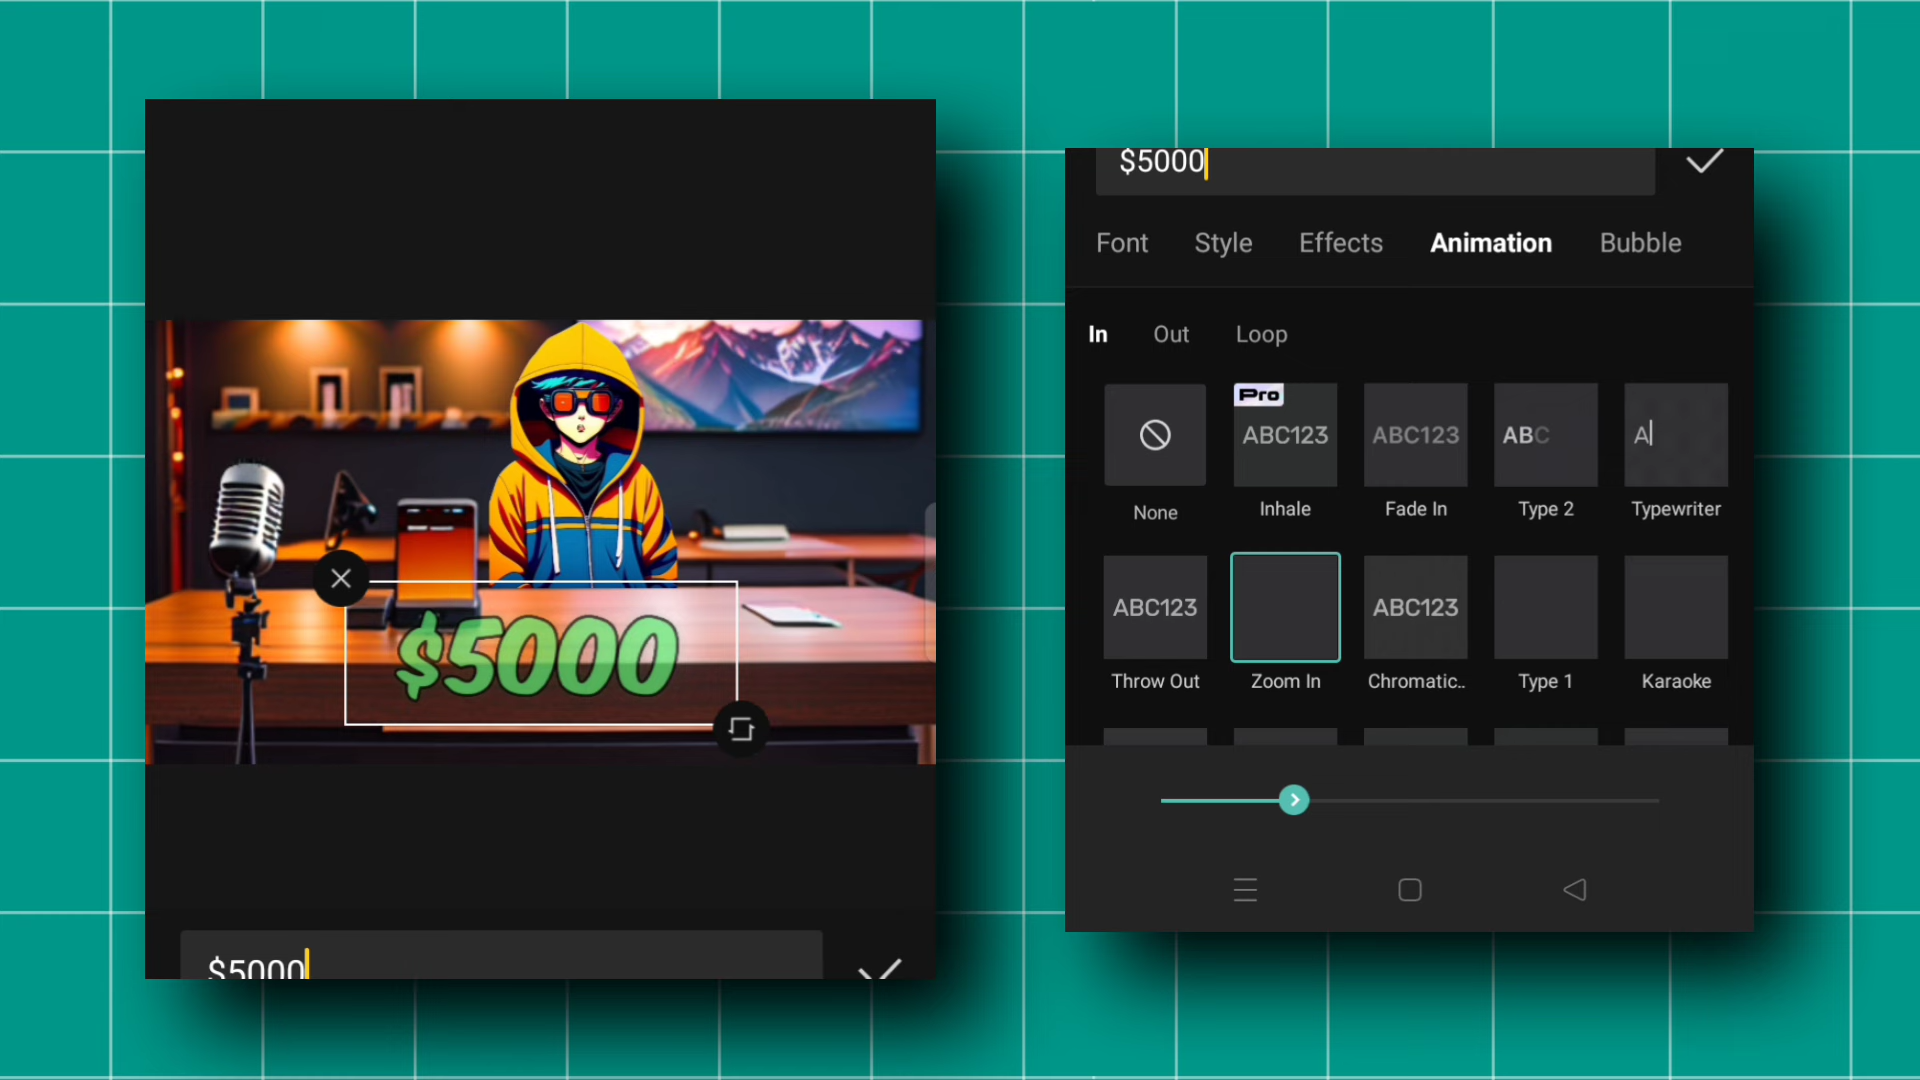 $5000
$5000
$5000
Font Style Effects Animation Bubble
In Out Loop
Pro
ABC123 ABC123 ABC A
None Inhale Fade In Type 2 Typewriter
ABC123 ABC123
Throw Out Zoom In Chromatic.. Type 1 Karaoke